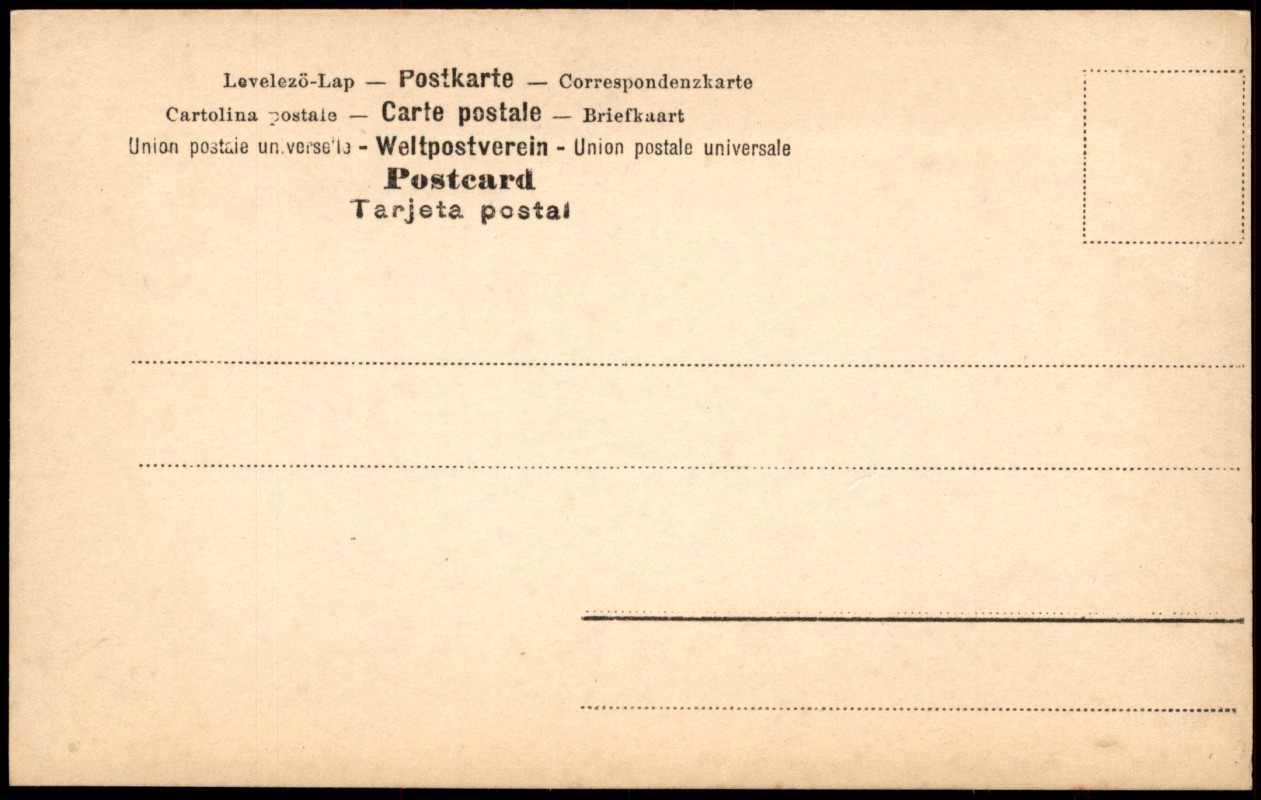 Levelezö-Lap — Postkarte — Correspondenzkarte
Cartolina postale — Carte postale — Briefkaart
Union postale universelle - Weltpostverein - Union postale universale
Postcard
Tarjeta postal